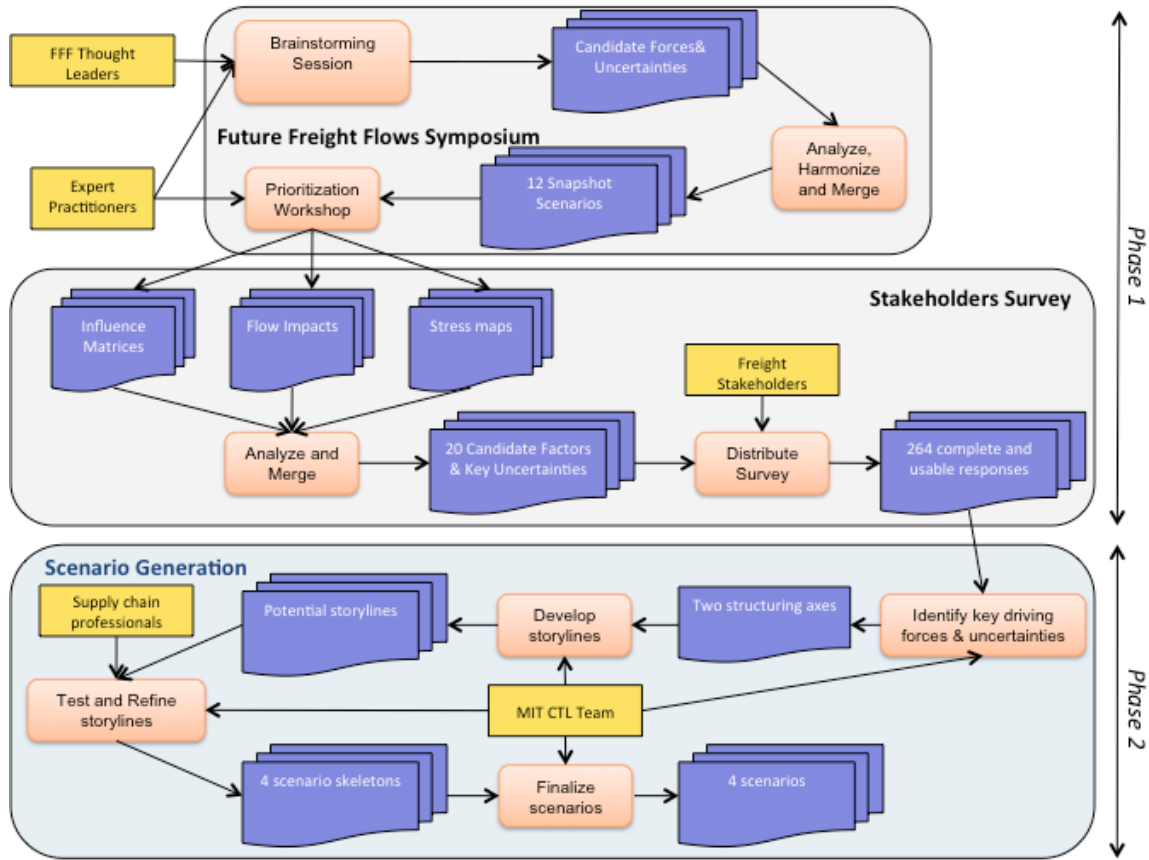 FFF Thought
Leaders
Brainstorming
Session
Candidate Forces&
Uncertainties
Future Freight Flows Symposium
Analyze,
Harmonize
and Merge
Expert
Practitioners
Prioritization
Workshop
12 Snapshot
Scenarios
Phase 1
Stakeholders Survey
Influence
Matrices
Flow Impacts
Stress maps
Freight
Stakeholders
Analyze and
Merge
20 Candidate Factors
& Key Uncertainties
Distribute
Survey
264 complete and
usable responses
Scenario Generation
Supply chain
professionals
Potential storylines
Develop
storylines
Two structuring axes
Identify key driving
forces & uncertainties
Test and Refine
storylines
MIT CTL Team
Phase 2
4 scenario skeletons
Finalize
scenarios
4 scenarios